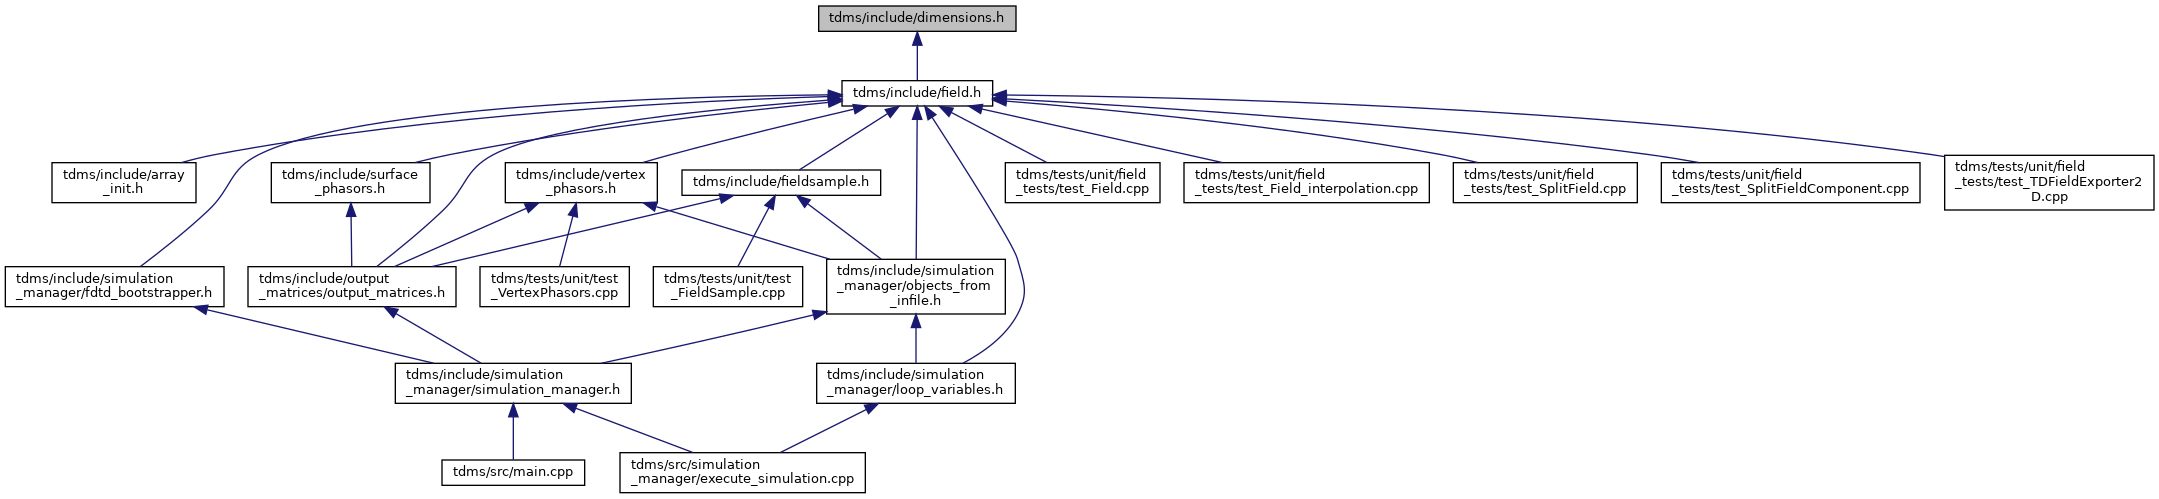 tdms/include/dimensions.h
tdms/include/field.h
tdms/include/array
_init.h
tdms/include/surface
_phasors.h
tdms/include/vertex
_phasors.h
tdms/include/fieldsample.h
tdms/tests/unit/field
_tests/test_Field.cpp
tdms/tests/unit/field
_tests/test_Field_interpolation.cpp
tdms/tests/unit/field
_tests/test_SplitField.cpp
tdms/tests/unit/field
_tests/test_SplitFieldComponent.cpp
tdms/tests/unit/field
_tests/test_TDFieldExporter2
D.cpp
tdms/include/simulation
_manager/fdtd_bootstrapper.h
tdms/include/output
_matrices/output_matrices.h
tdms/tests/unit/test
_VertexPhasors.cpp
tdms/tests/unit/test
_FieldSample.cpp
tdms/include/simulation
_manager/objects_from
_infile.h
tdms/include/simulation
_manager/simulation_manager.h
tdms/include/simulation
_manager/loop_variables.h
tdms/src/main.cpp
tdms/src/simulation
_manager/execute_simulation.cpp